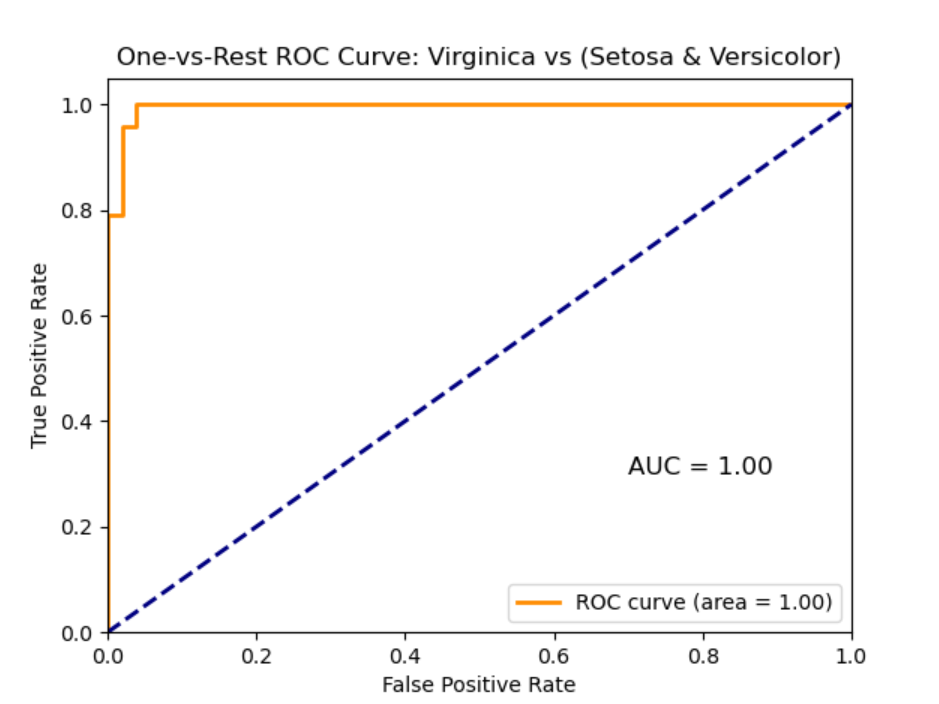 One-vs-Rest ROC Curve: Virginica vs (Setosa & Versicolor)
1.0
0.8
0.6
0.4
0.2
0.0
True Positive Rate
AUC = 1.00
ROC curve (area = 1.00)
0.0 0.2 0.4 0.6 0.8 1.0
False Positive Rate